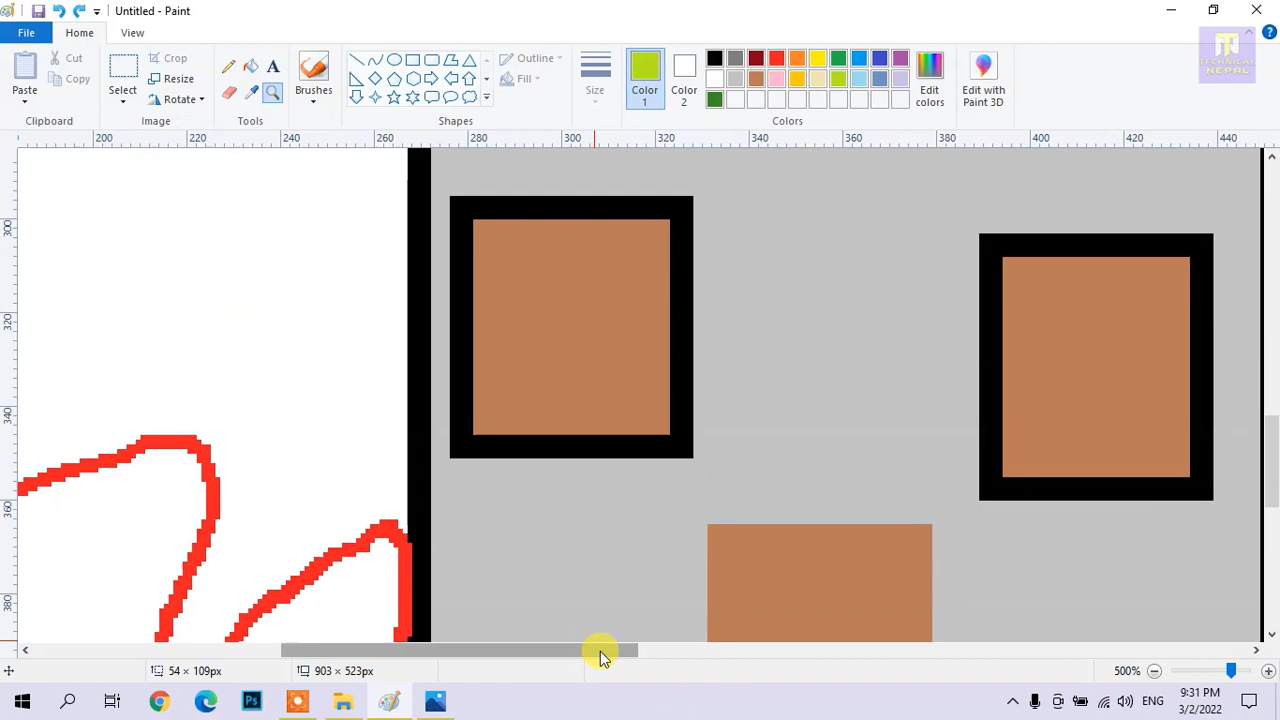 Untitled - Paint
File Home View
Paste
Cut
Copy
Clipboard
Select
Crop
Resize
Rotate
Image
A
Tools
Brushes
Outline
Fill
Shapes
Size
Color 1
Color 2
Edit colors
Colors
Edit with Paint 3D
TECHNICAL NEPAL
200 220 240 260 280 300 320 340 360 380 400 420 440
300
320
340
360
380
54 × 109px 903 × 523px 500%
Ps ENG 9:31 PM
3/2/2022